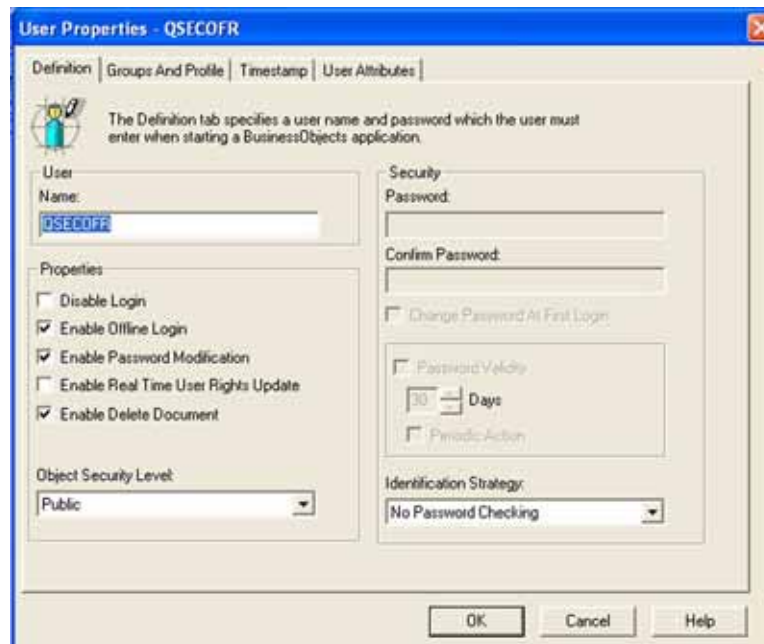 User Properties - QSECOFR
Definition
Groups And Profile
Timestamp
User Attributes
The Definition tab specifies a user name and password which the user must
enter when starting a BusinessObjects application.
User
Name:
QSECOFR
Properties
Disable Login
Enable Offline Login
Enable Password Modification
Enable Real Time User Rights Update
Enable Delete Document
Object Security Level:
Public
Security
Password:
Confirm Password:
Change Password At First Login
Password Validity
30 Days
Periodic Action
Identification Strategy:
No Password Checking
OK
Cancel
Help